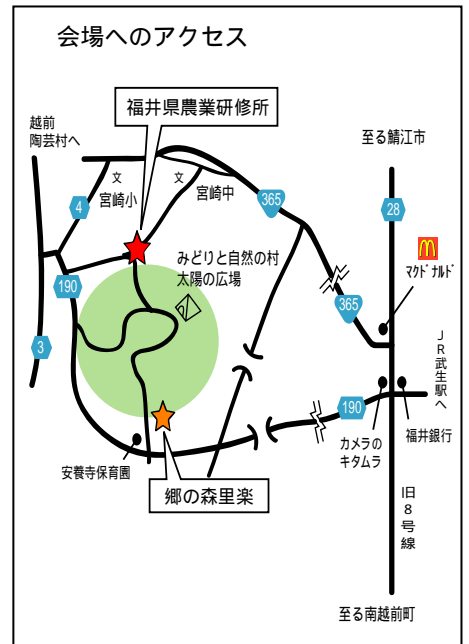 会場へのアクセス
福井県農業研修所
越前
陶芸村へ
至る鯖江市
文
宮崎小
文
宮崎中
4
365
28
みどりと自然の村
太陽の広場
マクドナルド
190
365
3
JR武生駅へ
190
カメラの
キタムラ
福井銀行
安養寺保育園
郷の森里楽
旧8号線
至る南越前町